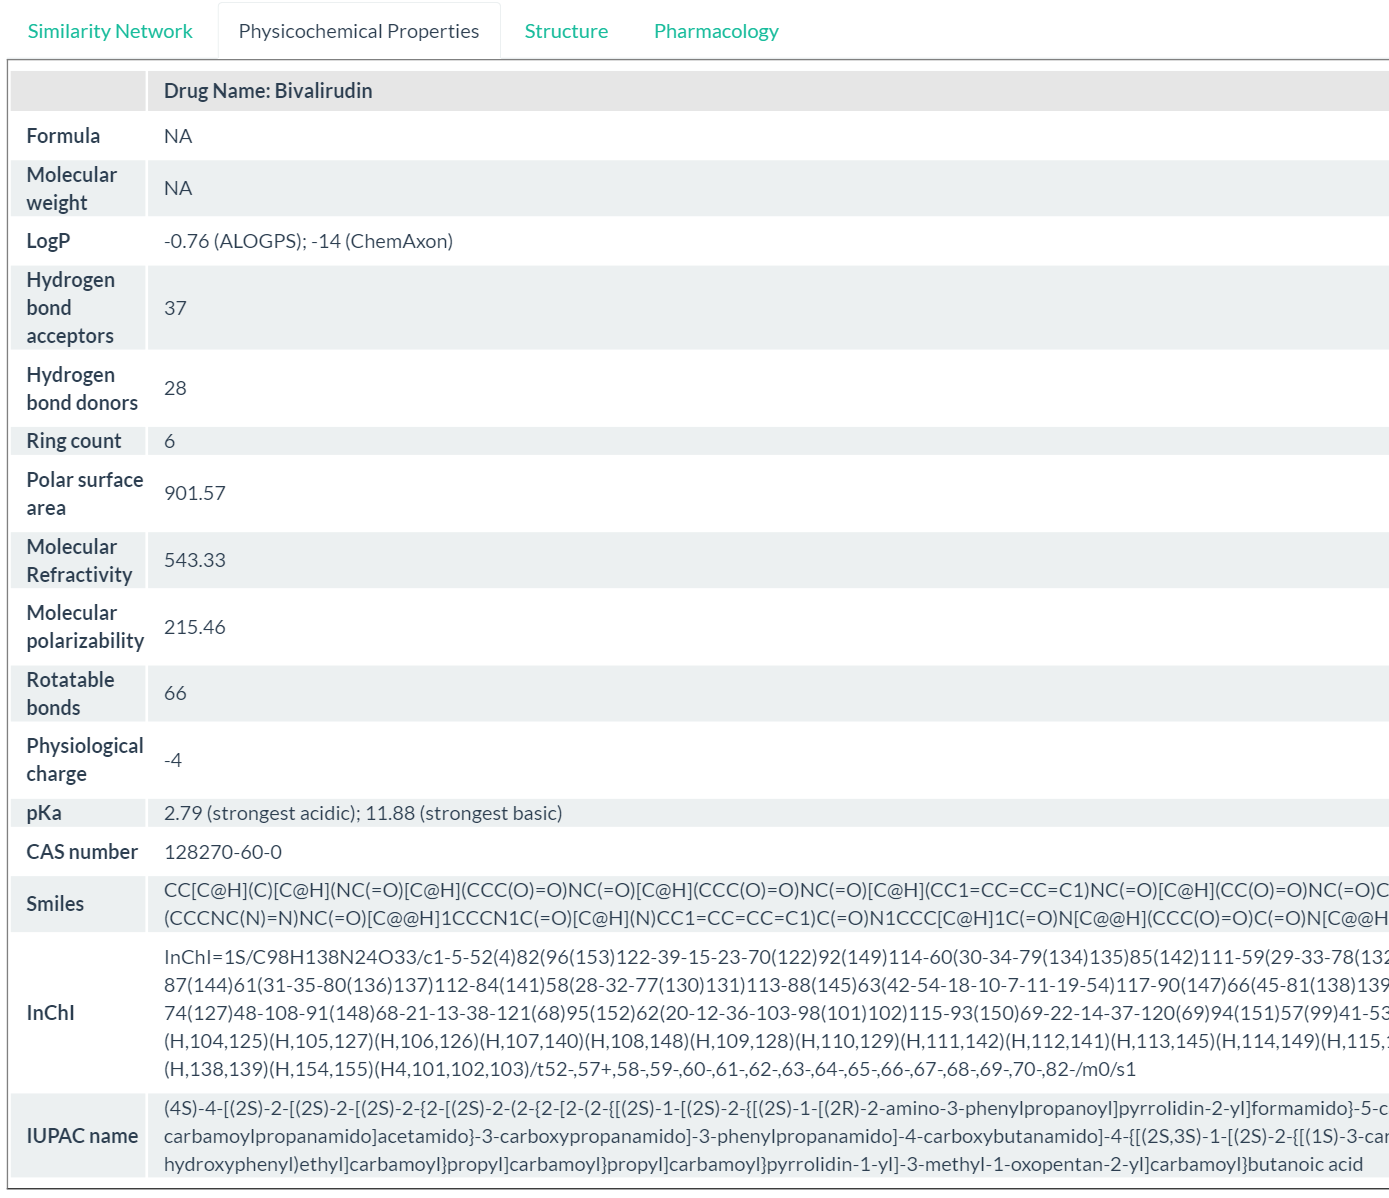 Similarity Network Physicochemical Properties Structure Pharmacology
Drug Name: Bivalirudin
Formula NA
Molecular weight NA
LogP -0.76 (ALOGPS); -14 (ChemAxon)
Hydrogen bond acceptors 37
Hydrogen bond donors 28
Ring count 6
Polar surface area 901.57
Molecular Refractivity 543.33
Molecular polarizability 215.46
Rotatable bonds 66
Physiological charge -4
pKa 2.79 (strongest acidic); 11.88 (strongest basic)
CAS number 128270-60-0
Smiles
CC[C@H](C)[C@H](NC(=O)[C@H](CCC(O)=O)NC(=O)[C@H](CCC(O)=O)NC(=O)[C@H](CC1=CC=CC=C1)NC(=O)[C@H](CC(O)=O)NC(=O)C
(CCCNC(N)=N)NC(=O)[C@@H]1CCCN1C(=O)[C@H](N)CC1=CC=CC=C1)C(=O)N1CCC[C@H]1C(=O)N[C@@H](CCC(O)=O)C(=O)N[C@@H
InChI
InChI=1S/C98H138N24O33/c1-5-52(4)82(96(153)122-39-15-23-70(122)92(149)114-60(30-34-79(134)135)85(142)111-59(29-33-78(132
87(144)61(31-35-80(136)137)112-84(141)58(28-32-77(130)131)113-88(145)63(42-54-18-10-7-11-19-54)117-90(147)66(45-81(138)139
74(127)48-108-91(148)68-21-13-38-121(68)95(152)62(20-12-36-103-98(101)102)115-93(150)69-22-14-37-120(69)94(151)57(99)41-53
(H,104,125)(H,105,127)(H,106,126)(H,107,140)(H,108,148)(H,109,128)(H,110,129)(H,111,142)(H,112,141)(H,113,145)(H,114,149)(H,115,
(H,138,139)(H,154,155)(H4,101,102,103)/t52-,57+,58-,59-,60-,61-,62-,63-,64-,65-,66-,67-,68-,69-,70-,82-/m0/s1
IUPAC name
(4S)-4-[(2S)-2-[(2S)-2-[(2S)-2-{2-[(2S)-2-(2-{2-[2-(2-{[(2S)-1-[(2S)-2-{[(2S)-1-[(2R)-2-amino-3-phenylpropanoyl]pyrrolidin-2-yl]formamido}-5-c
carbamoylpropanamido]acetamido}-3-carboxypropanamido]-3-phenylpropanamido]-4-carboxybutanamido]-4-{[(2S,3S)-1-[(2S)-2-{[(1S)-3-car
hydroxyphenyl)ethyl]carbamoyl}propyl]carbamoyl}propyl]carbamoyl}pyrrolidin-1-yl]-3-methyl-1-oxopentan-2-yl]carbamoyl}butanoic acid